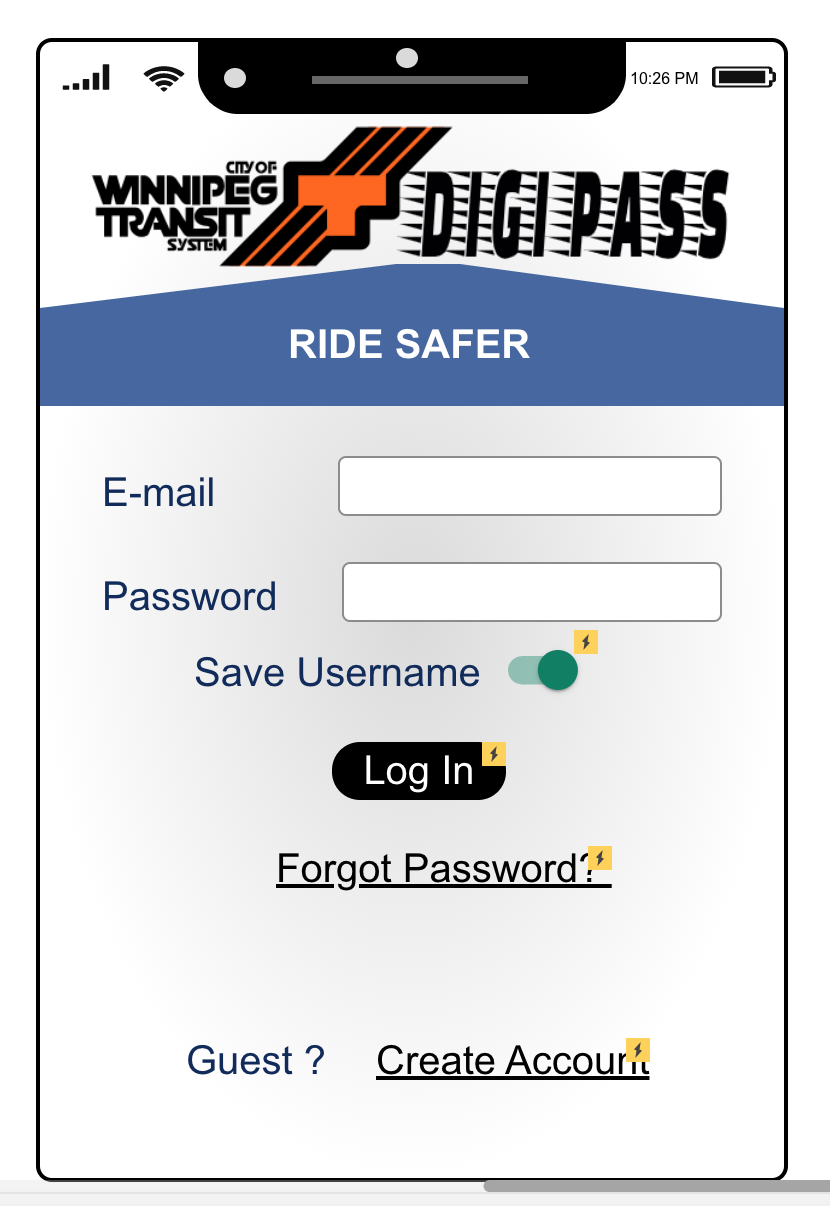 10:26 PM
CITY OF
WINNIPEG
TRANSIT
SYSTEM
DIGIPASS
RIDE SAFER
E-mail
Password
Save Username
Log In
Forgot Password?
Guest ? Create Account